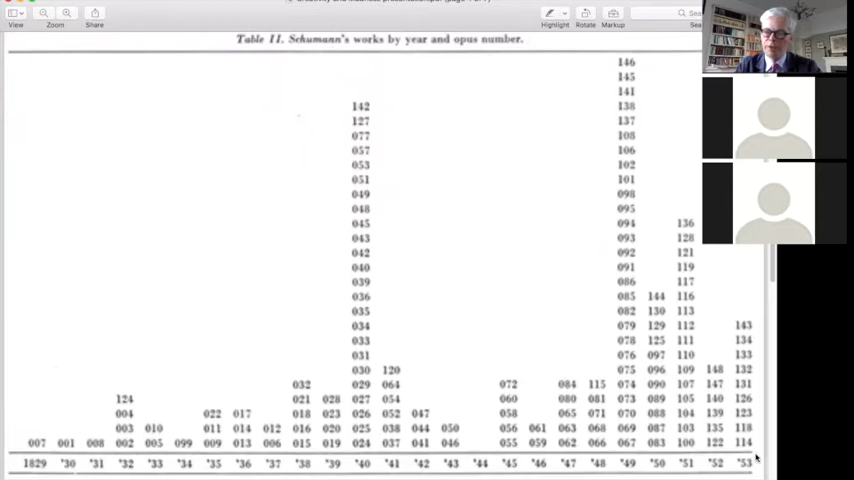 View
Zoom
Share
Highlight
Rotate
Markup
Sea
Table II. Schumann's works by year and opus number.
146
145
141
142 138
127 137
077 108
057 106
053 102
051 101
049 098
048 095
045 094 136
043 093 128
042 092 121
040 091 119
039 086 117
036 085 144 116
035 082 130 113
034 079 129 112 143
033 078 125 111 134
031 076 097 110 133
030 120 075 096 109 148 132
032 029 064 072 084 115 074 090 107 147 131
124 021 028 027 054 060 080 081 073 089 105 140 126
004 022 017 018 023 026 052 047 058 065 071 070 088 104 139 123
003 010 011 014 012 016 020 025 038 044 050 056 061 063 068 069 087 103 135 118
007 001 008 002 005 099 009 013 006 015 019 024 037 041 046 055 059 062 066 067 083 100 122 114
1829 '30 '31 '32 '33 '34 '35 '36 '37 '38 '39 '40 '41 '42 '43 '44 '45 '46 '47 '48 '49 '50 '51 '52 '53